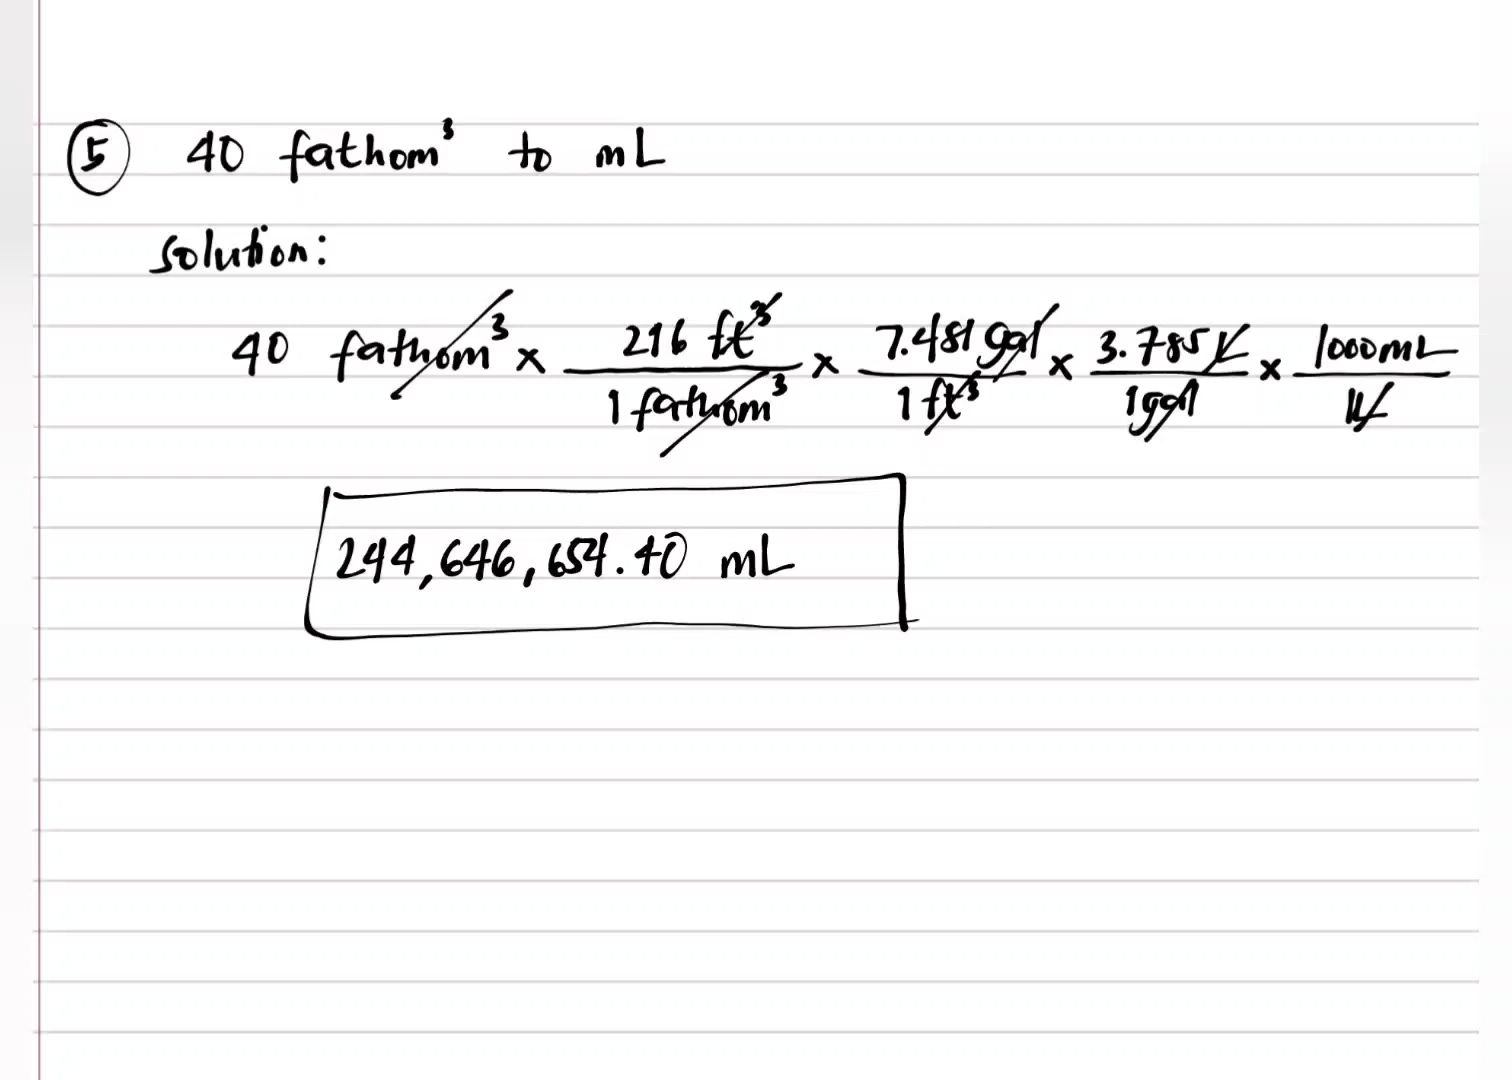 5 40 fathom³ to mL
solution:
40 fathom³ x 216 ft³ / 1 fathom³ x 7.481 gal / 1 ft³ x 3.785 L / 1 gal x 1000 mL / 1L
244,646,654.40 mL